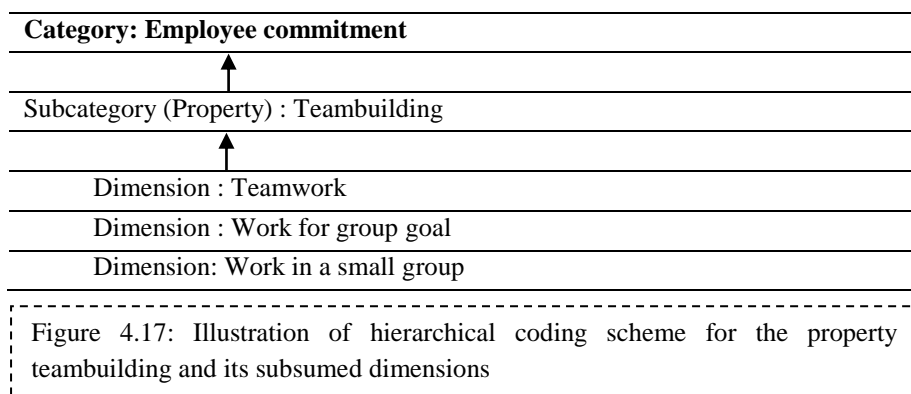 Category: Employee commitment
Subcategory (Property) : Teambuilding
Dimension : Teamwork
Dimension : Work for group goal
Dimension: Work in a small group
Figure 4.17: Illustration of hierarchical coding scheme for the property
teambuilding and its subsumed dimensions